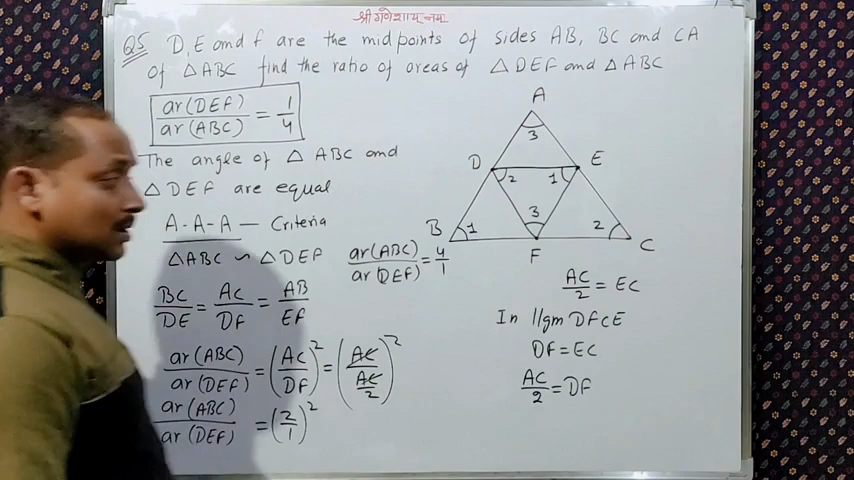 श्री गणेशाय नमः
Q5 D, E and F are the midpoints of sides AB, BC and CA
of △ABC find the ratio of areas of △DEF and △ABC
ar(DEF)/ar(ABC) = 1/4
The angle of △ ABC and
△DEF are equal
A-A-A — Criteria
△ABC ∽ △DEF
ar(ABC)/ar(DEF) = 4/1
BC/DE = AC/DF = AB/EF
ar(ABC)/ar(DEF) = (AC/DF)² = (AC/(AC/2))²
ar(ABC)/ar(DEF) = (2/1)²
A
3
D
E
2
1
B
1
3
2
C
F
AC/2 = EC
In ||gm DFCE
DF = EC
AC/2 = DF